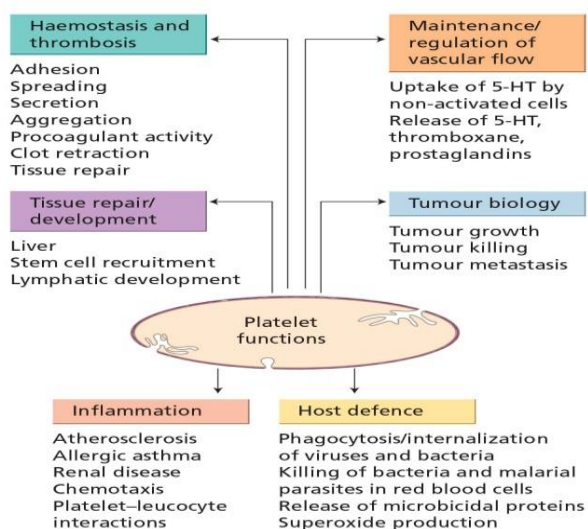 Haemostasis and
thrombosis
Adhesion
Spreading
Secretion
Aggregation
Procoagulant activity
Clot retraction
Tissue repair
Maintenance/
regulation of
vascular flow
Uptake of 5-HT by
non-activated cells
Release of 5-HT,
thromboxane,
prostaglandins
Tissue repair/
development
Liver
Stem cell recruitment
Lymphatic development
Tumour biology
Tumour growth
Tumour killing
Tumour metastasis
Platelet
functions
Inflammation
Atherosclerosis
Allergic asthma
Renal disease
Chemotaxis
Platelet–leucocyte
interactions
Host defence
Phagocytosis/internalization
of viruses and bacteria
Killing of bacteria and malarial
parasites in red blood cells
Release of microbicidal proteins
Superoxide production